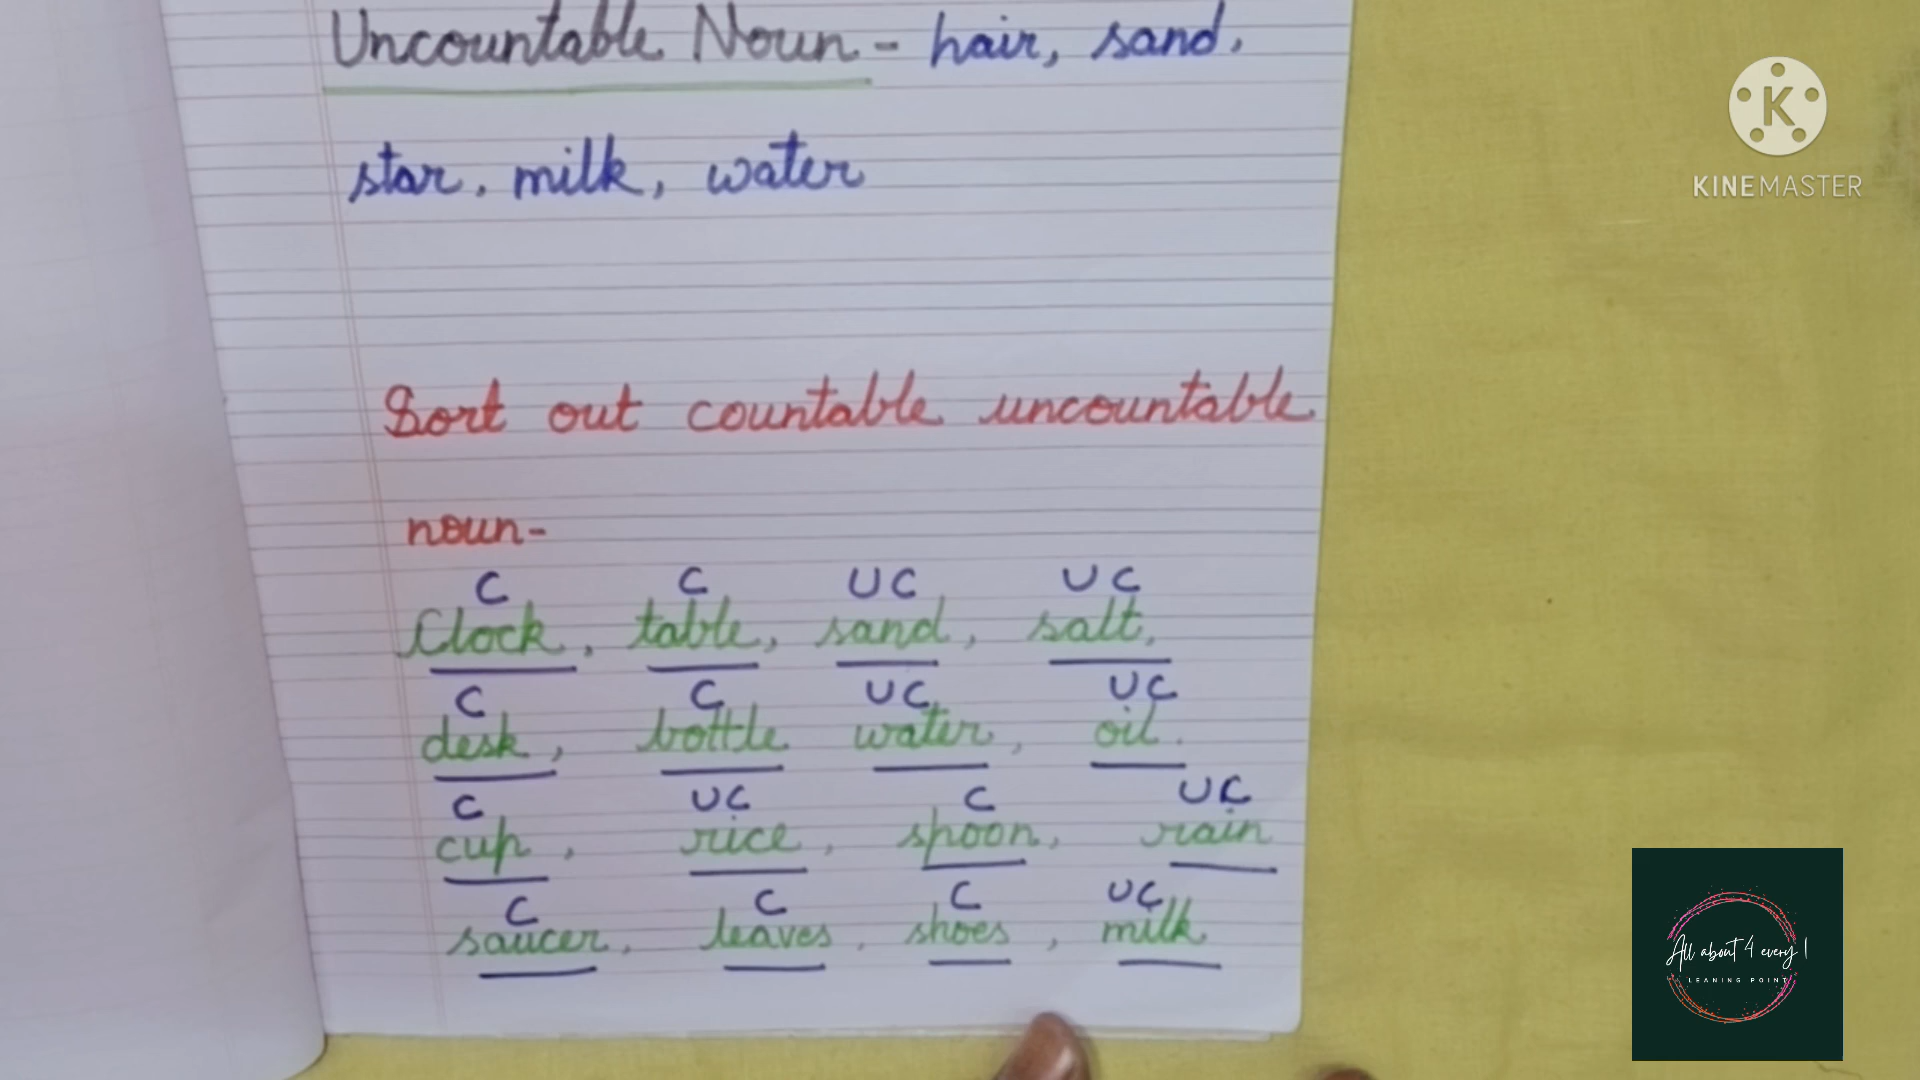 Uncountable Noun - hair, sand,
star, milk, water
Sort out countable uncountable
noun-
C C UC UC
Clock, table, sand, salt,
C C UC UC
desk, bottle water, oil.
C UC C UC
cup, rice, spoon, rain
C C C UC
saucer, leaves, shoes, milk
K
KINEMASTER
All about 4 every 1
LEANING POINT